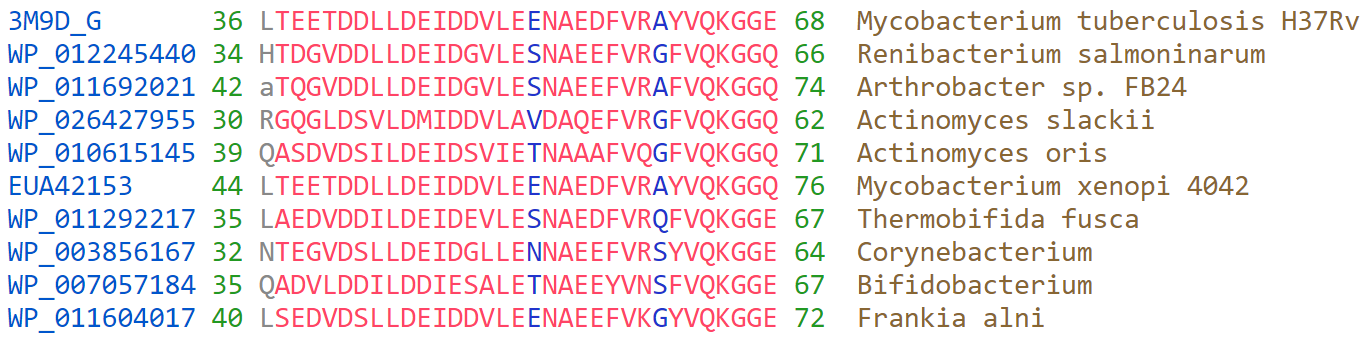 3M9D_G 36 LTEETDDLLDEIDDVLEENAEDFVRAYVQKGGE 68 Mycobacterium tuberculosis H37Rv
WP_012245440 34 HTDGVDDLLDEIDGVLESNAEEFVRGFVQKGGQ 66 Renibacterium salmoninarum
WP_011692021 42 aTQGVDDLLDEIDGVLESNAEEFVRAFVQKGGQ 74 Arthrobacter sp. FB24
WP_026427955 30 RGQGLDSVLDMIDDVLAVDAQEFVRGFVQKGGQ 62 Actinomyces slackii
WP_010615145 39 QASDVDSILDEIDSVIETNAAAFVQGFVQKGGQ 71 Actinomyces oris
EUA42153 44 LTEETDDLLDEIDDVLEENAEDFVRAYVQKGGQ 76 Mycobacterium xenopi 4042
WP_011292217 35 LAEDVDDILDEIDEVLESNAEDFVRQFVQKGGE 67 Thermobifida fusca
WP_003856167 32 NTEGVDSLLDEIDGLLENNAEEFVRSYVQKGGE 64 Corynebacterium
WP_007057184 35 QADVLDDILDDIESALETNAEEYVNSFVQKGGE 67 Bifidobacterium
WP_011604017 40 LSEDVDSLLDEIDDVLEENAEEFVKGYVQKGGE 72 Frankia alni